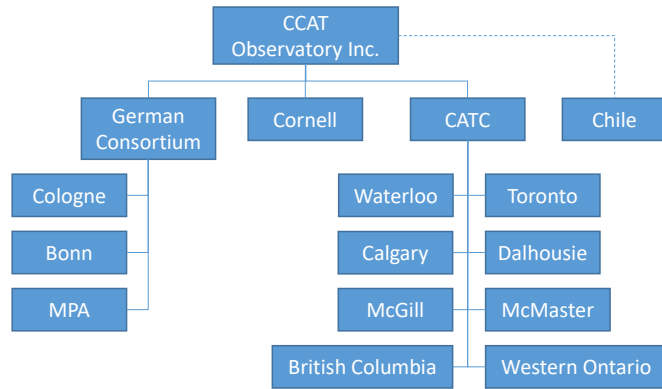 CCAT
Observatory Inc.
German
Consortium
Cornell
CATC
Chile
Cologne
Waterloo
Toronto
Bonn
Calgary
Dalhousie
MPA
McGill
McMaster
British Columbia
Western Ontario